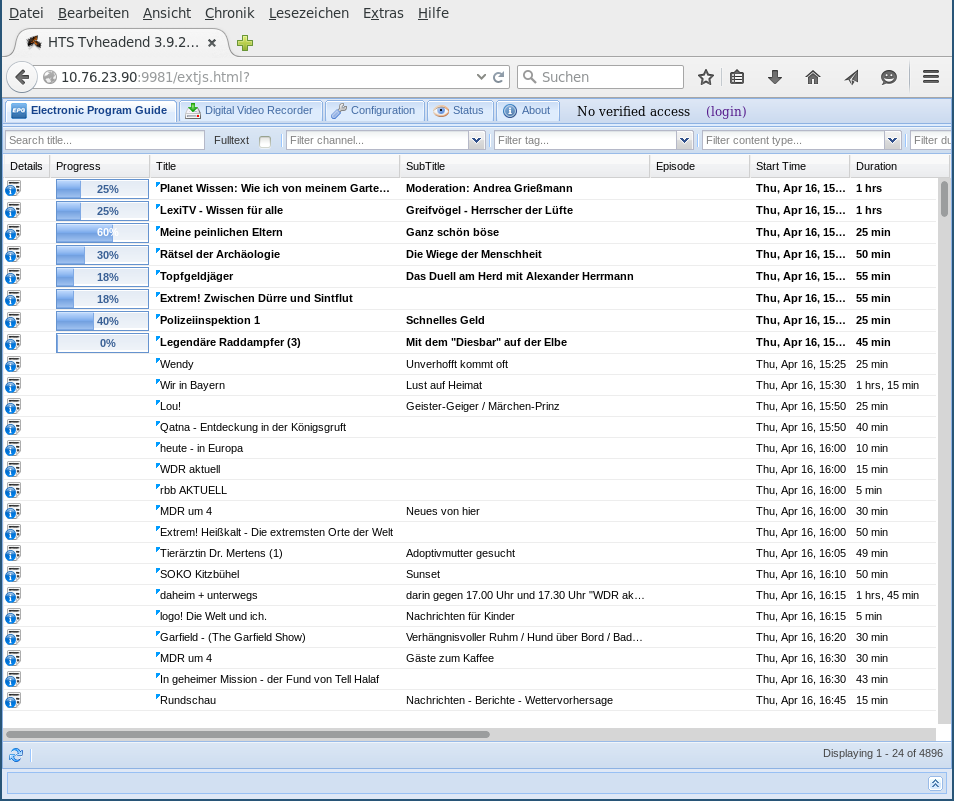 Datei Bearbeiten Ansicht Chronik Lesezeichen Extras Hilfe
HTS Tvheadend 3.9.2...
10.76.23.90:9981/extjs.html? Suchen
EPG Electronic Program Guide Digital Video Recorder Configuration Status About No verified access (login)
Search title... Fulltext Filter channel... Filter tag... Filter content type... Filter du
Details Progress Title SubTitle Episode Start Time Duration
25% Planet Wissen: Wie ich von meinem Garte... Moderation: Andrea Grießmann Thu, Apr 16, 15... 1 hrs
25% LexiTV - Wissen für alle Greifvögel - Herrscher der Lüfte Thu, Apr 16, 15... 1 hrs
60% Meine peinlichen Eltern Ganz schön böse Thu, Apr 16, 15... 25 min
30% Rätsel der Archäologie Die Wiege der Menschheit Thu, Apr 16, 15... 50 min
18% Topfgeldjäger Das Duell am Herd mit Alexander Herrmann Thu, Apr 16, 15... 55 min
18% Extrem! Zwischen Dürre und Sintflut Thu, Apr 16, 15... 55 min
40% Polizeiinspektion 1 Schnelles Geld Thu, Apr 16, 15... 25 min
0% Legendäre Raddampfer (3) Mit dem "Diesbar" auf der Elbe Thu, Apr 16, 15... 45 min
Wendy Unverhofft kommt oft Thu, Apr 16, 15:25 25 min
Wir in Bayern Lust auf Heimat Thu, Apr 16, 15:30 1 hrs, 15 min
Lou! Geister-Geiger / Märchen-Prinz Thu, Apr 16, 15:50 25 min
Qatna - Entdeckung in der Königsgruft Thu, Apr 16, 15:50 40 min
heute - in Europa Thu, Apr 16, 16:00 10 min
WDR aktuell Thu, Apr 16, 16:00 15 min
rbb AKTUELL Thu, Apr 16, 16:00 5 min
MDR um 4 Neues von hier Thu, Apr 16, 16:00 30 min
Extrem! Heißkalt - Die extremsten Orte der Welt Thu, Apr 16, 16:00 50 min
Tierärztin Dr. Mertens (1) Adoptivmutter gesucht Thu, Apr 16, 16:05 49 min
SOKO Kitzbühel Sunset Thu, Apr 16, 16:10 50 min
daheim + unterwegs darin gegen 17.00 Uhr und 17.30 Uhr "WDR ak... Thu, Apr 16, 16:15 1 hrs, 45 min
logo! Die Welt und ich. Nachrichten für Kinder Thu, Apr 16, 16:15 5 min
Garfield - (The Garfield Show) Verhängnisvoller Ruhm / Hund über Bord / Bad... Thu, Apr 16, 16:20 30 min
MDR um 4 Gäste zum Kaffee Thu, Apr 16, 16:30 30 min
In geheimer Mission - der Fund von Tell Halaf Thu, Apr 16, 16:30 43 min
Rundschau Nachrichten - Berichte - Wettervorhersage Thu, Apr 16, 16:45 15 min
Displaying 1 - 24 of 4896